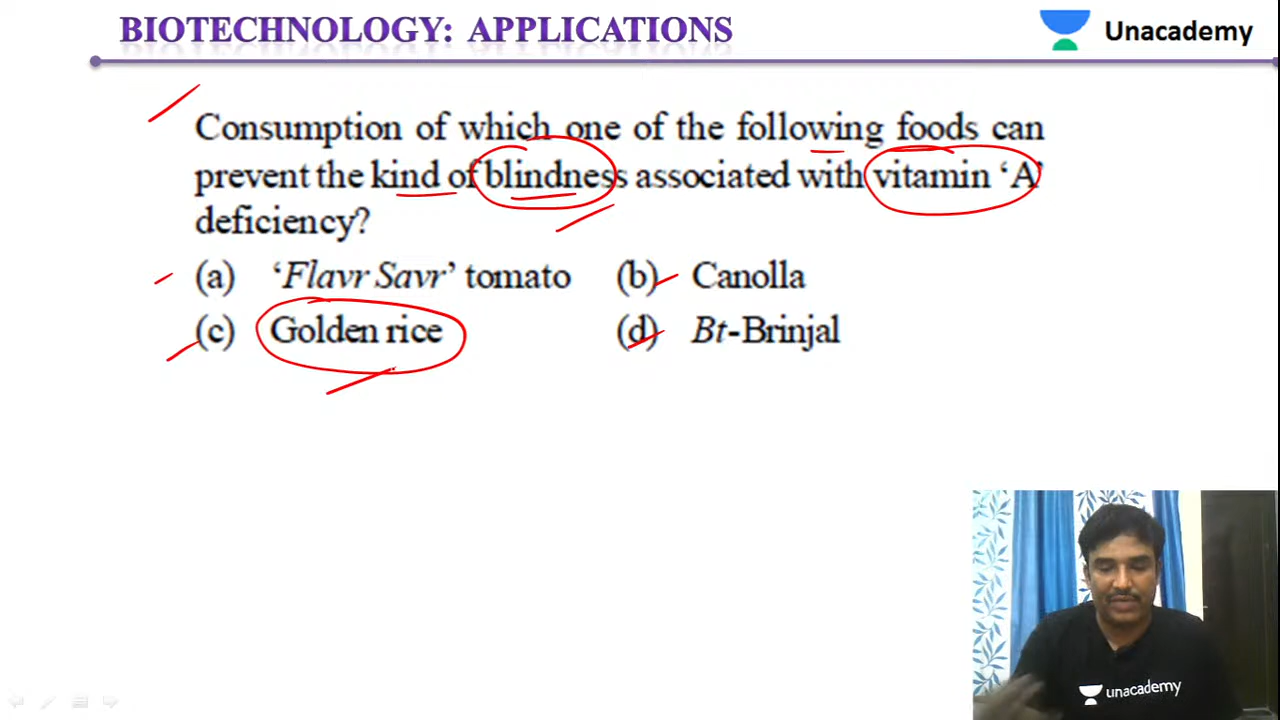 BIOTECHNOLOGY: APPLICATIONS
Unacademy
Consumption of which one of the following foods can
prevent the kind of blindness associated with vitamin ‘A’
deficiency?
(a) ‘Flavr Savr’ tomato (b) Canolla
(c) Golden rice (d) Bt-Brinjal
unacademy